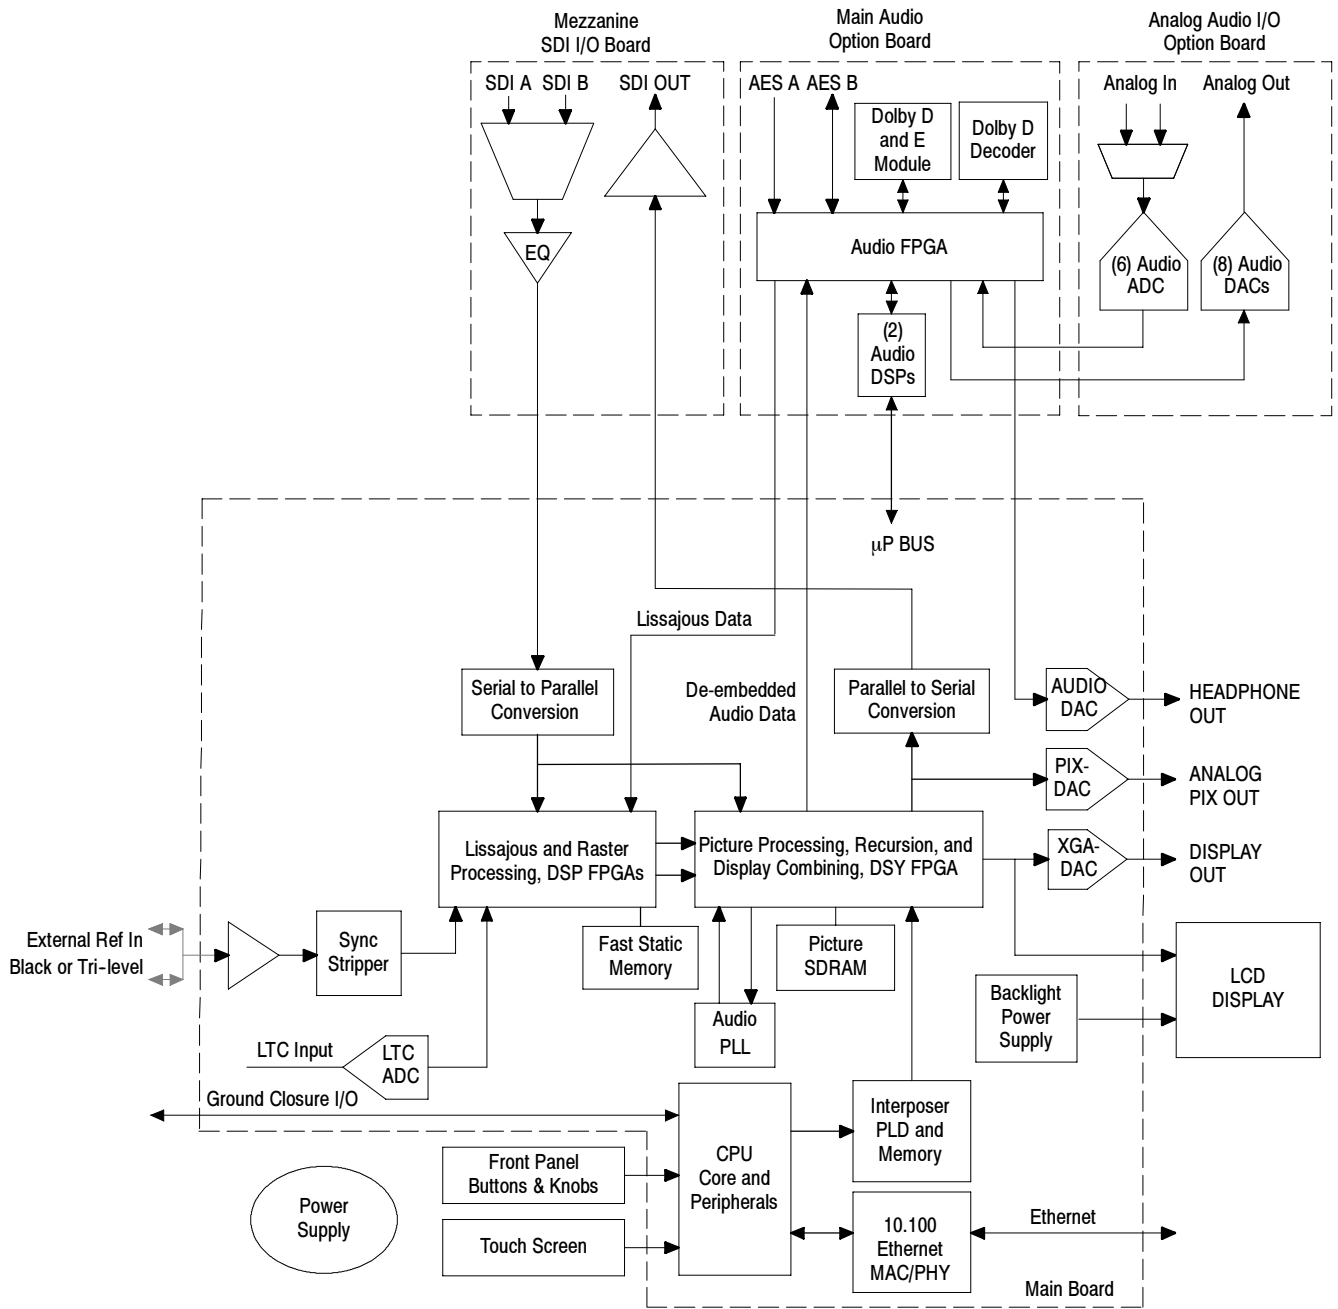 Mezzanine
SDI I/O Board
Main Audio
Option Board
Analog Audio I/O
Option Board
SDI A
SDI B
SDI OUT
AES A
AES B
Analog In
Analog Out
Dolby D
and E
Module
Dolby D
Decoder
EQ
Audio FPGA
(6) Audio
ADC
(8) Audio
DACs
(2)
Audio
DSPs
µP BUS
Lissajous Data
Serial to Parallel
Conversion
De-embedded
Audio Data
Parallel to Serial
Conversion
AUDIO
DAC
HEADPHONE
OUT
PIX-
DAC
ANALOG
PIX OUT
Lissajous and Raster
Processing, DSP FPGAs
Picture Processing, Recursion, and
Display Combining, DSY FPGA
XGA-
DAC
DISPLAY
OUT
External Ref In
Black or Tri-level
Sync
Stripper
Fast Static
Memory
Picture
SDRAM
LCD
DISPLAY
Backlight
Power
Supply
Audio
PLL
LTC Input
LTC
ADC
Ground Closure I/O
CPU
Core and
Peripherals
Interposer
PLD and
Memory
Front Panel
Buttons & Knobs
Power
Supply
Touch Screen
10.100
Ethernet
MAC/PHY
Ethernet
Main Board